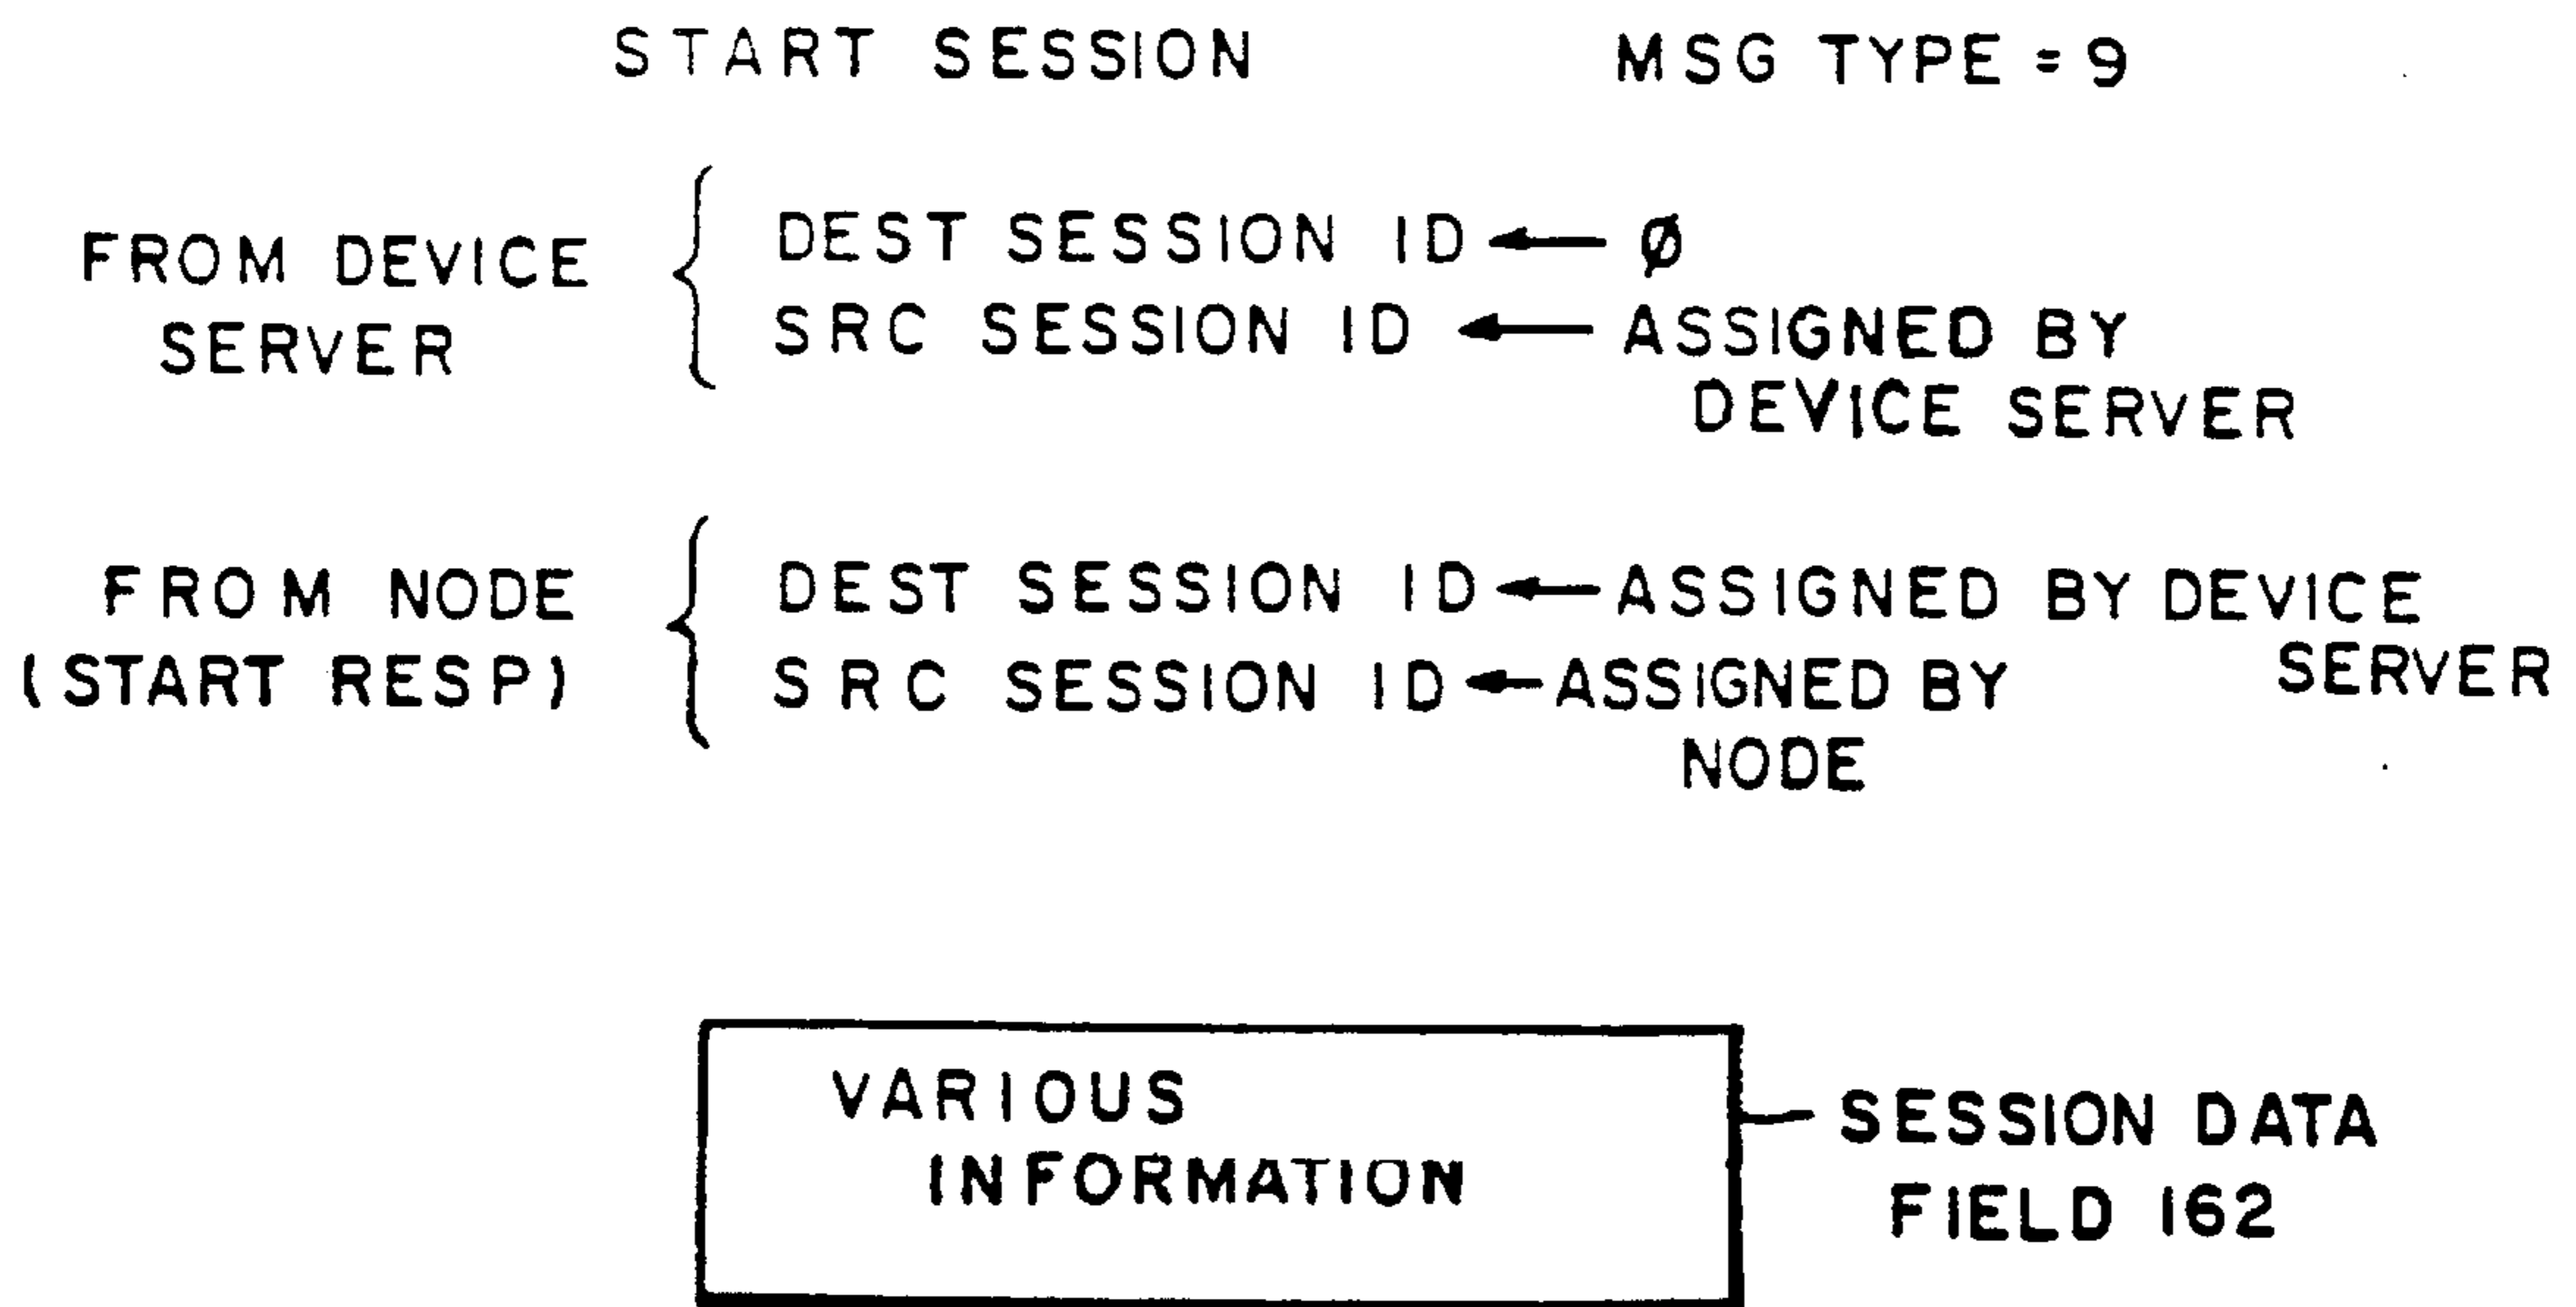 START SESSION MSG TYPE = 9
FROM DEVICE
SERVER
DEST SESSION ID ← Ø
SRC SESSION ID ← ASSIGNED BY
DEVICE SERVER
FROM NODE
(START RESP)
DEST SESSION ID ← ASSIGNED BY DEVICE
SERVER
SRC SESSION ID ← ASSIGNED BY
NODE
VARIOUS
INFORMATION
SESSION DATA
FIELD 162